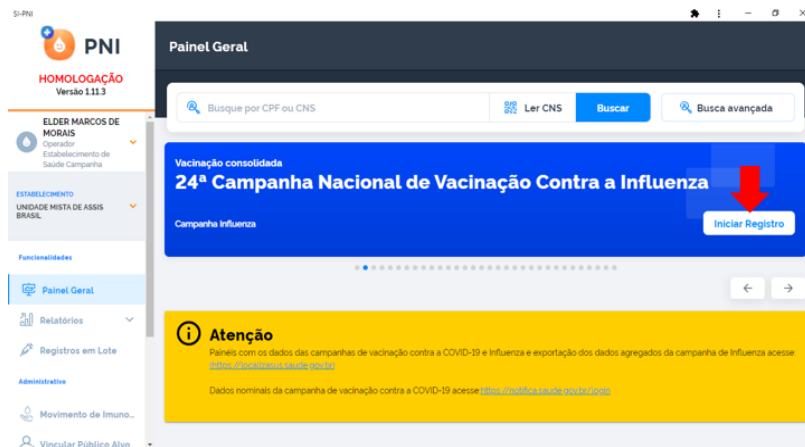 SI-PNI
PNI
HOMOLOGAÇÃO
Versão 1.11.3
ELDER MARCOS DE
MORAIS
Operador
Estabelecimento de
Saúde Campanha
ESTABELECIMENTO
UNIDADE MISTA DE ASSIS
BRASIL
Funcionalidades
Painel Geral
Relatórios
Registros em Lote
Administrativo
Movimento de Imuno...
Vincular Público Alvo
Painel Geral
Busque por CPF ou CNS
Ler CNS
Buscar
Busca avançada
Vacinação consolidada
24ª Campanha Nacional de Vacinação Contra a Influenza
Campanha Influenza
Iniciar Registro
Atenção
Painéis com os dados das campanhas de vacinação contra a COVID-19 e Influenza e exportação dos dados agregados da campanha de Influenza acesse:
(https://localizasus.saude.gov.br)
Dados nominais da campanha de vacinação contra a COVID-19 acesse:https://notifica.saude.gov.br/login